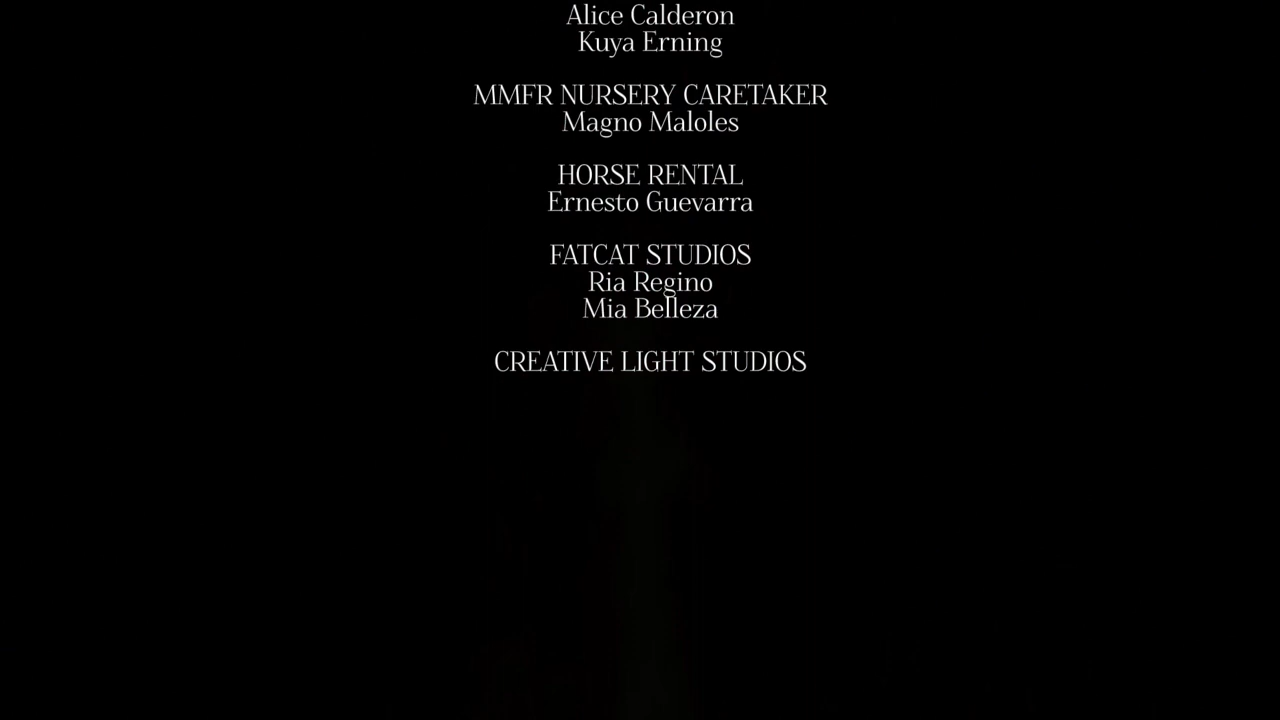 Alice Calderon
Kuya Erning
MMFR NURSERY CARETAKER
Magno Maloles
HORSE RENTAL
Ernesto Guevarra
FATCAT STUDIOS
Ria Regino
Mia Belleza
CREATIVE LIGHT STUDIOS